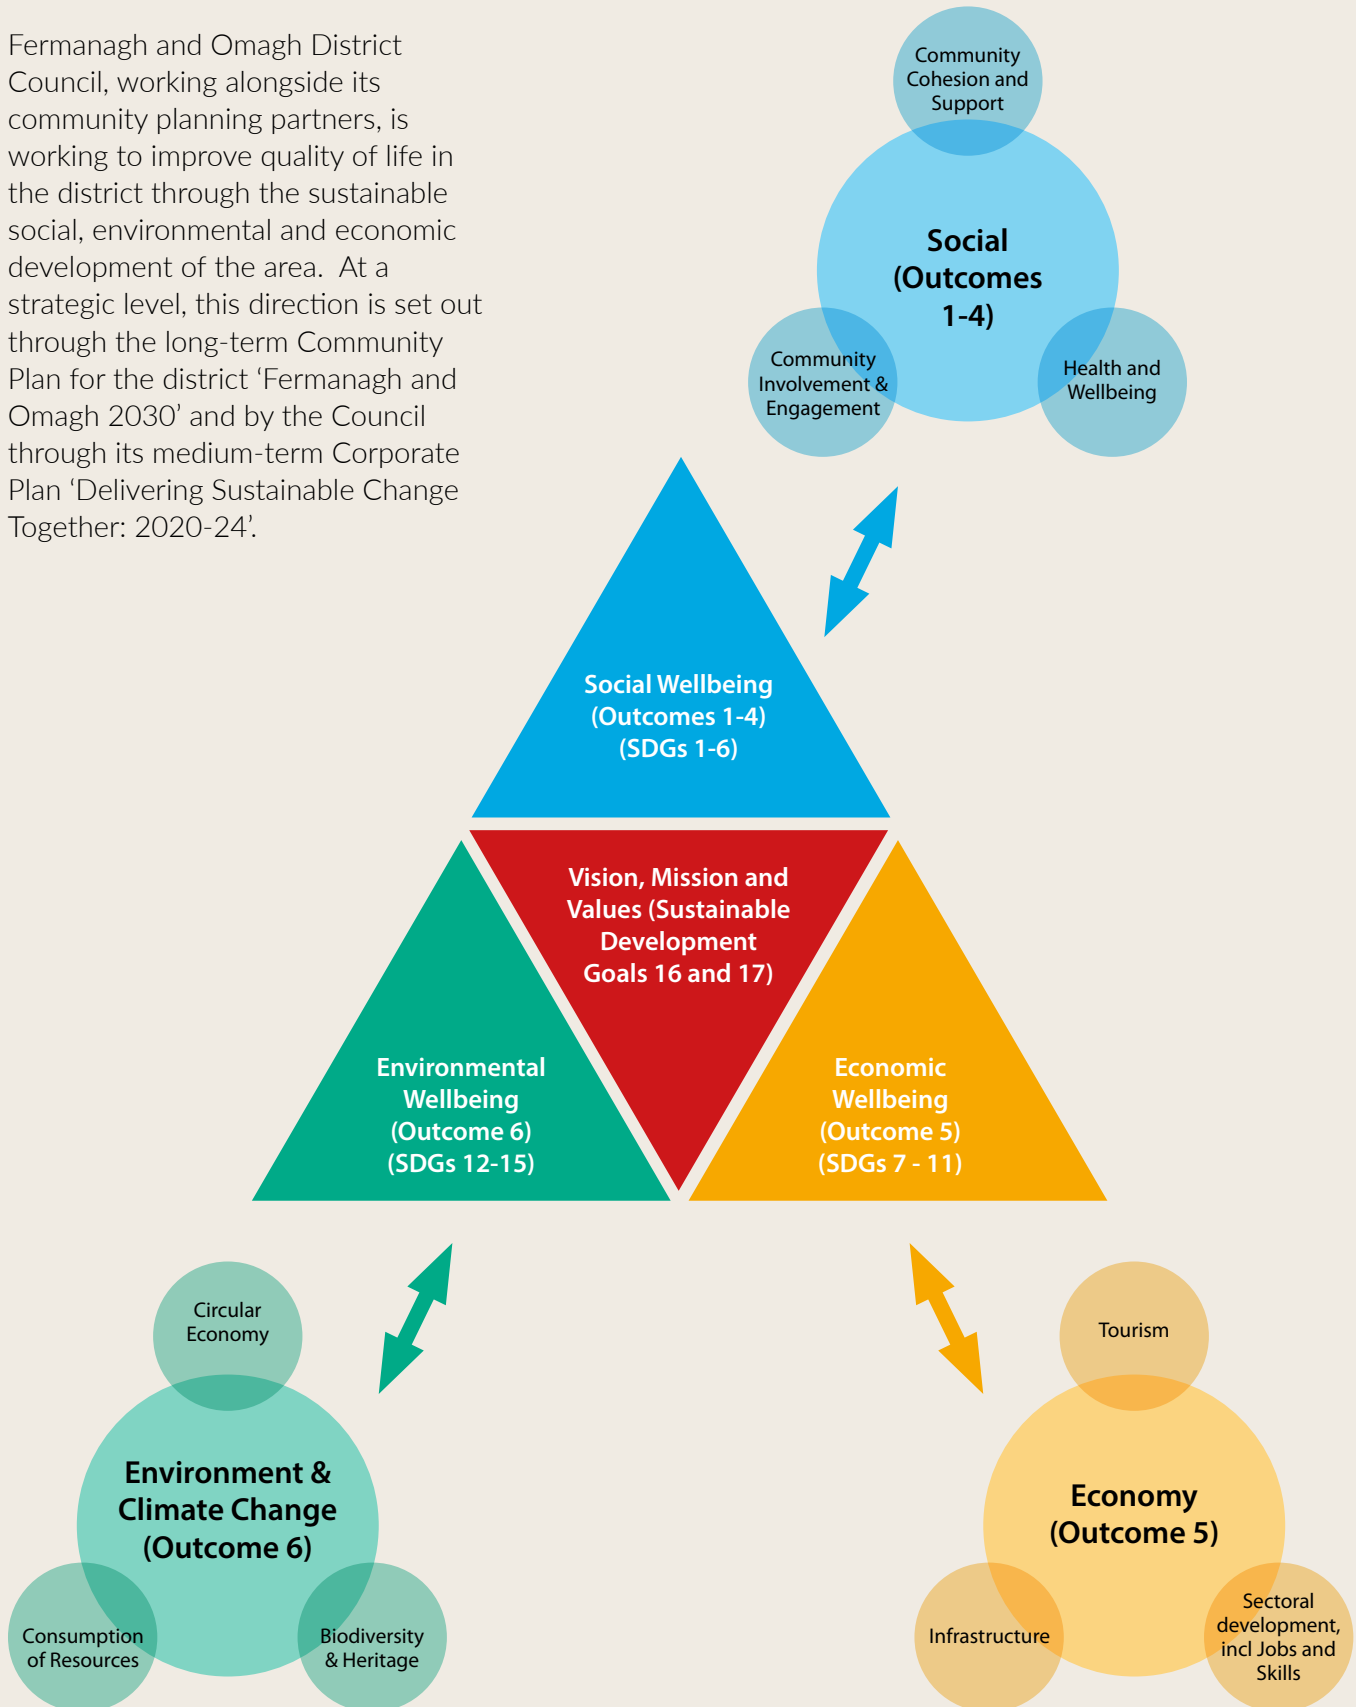 Fermanagh and Omagh District
Council, working alongside its
community planning partners, is
working to improve quality of life in
the district through the sustainable
social, environmental and economic
development of the area.  At a
strategic level, this direction is set out
through the long-term Community
Plan for the district ‘Fermanagh and
Omagh 2030’ and by the Council
through its medium-term Corporate
Plan ‘Delivering Sustainable Change
Together: 2020-24’.
Community
Cohesion and
Support
Social
(Outcomes
1-4)
Community
Involvement &
Engagement
Health and
Wellbeing
Social Wellbeing
(Outcomes 1-4)
(SDGs 1-6)
Vision, Mission and
Values (Sustainable
Development
Goals 16 and 17)
Environmental
Wellbeing
(Outcome 6)
(SDGs 12-15)
Economic
Wellbeing
(Outcome 5)
(SDGs 7 - 11)
Circular
Economy
Environment &
Climate Change
(Outcome 6)
Consumption
of Resources
Biodiversity
& Heritage
Tourism
Economy
(Outcome 5)
Infrastructure
Sectoral
development,
incl Jobs and
Skills